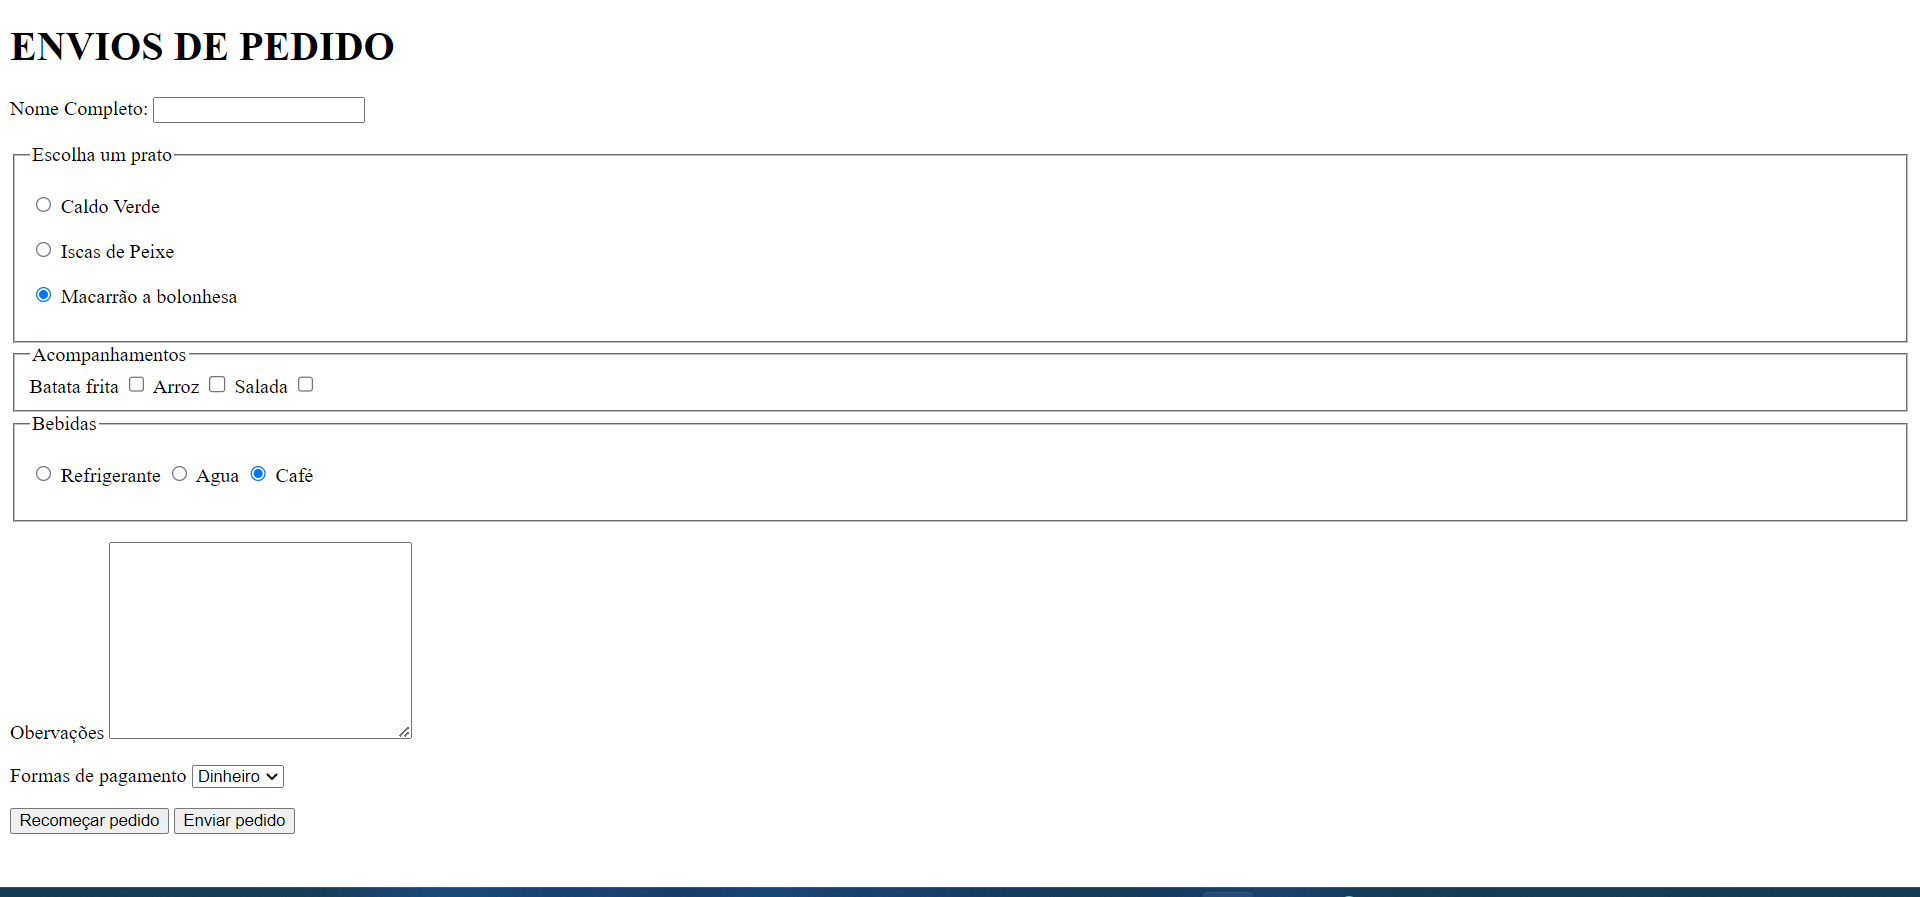 ENVIOS DE PEDIDO
Nome Completo:
Escolha um prato
Caldo Verde
Iscas de Peixe
Macarrão a bolonhesa
Acompanhamentos
Batata frita Arroz Salada
Bebidas
Refrigerante Agua Café
Obervações
Formas de pagamento Dinheiro
Recomeçar pedido Enviar pedido